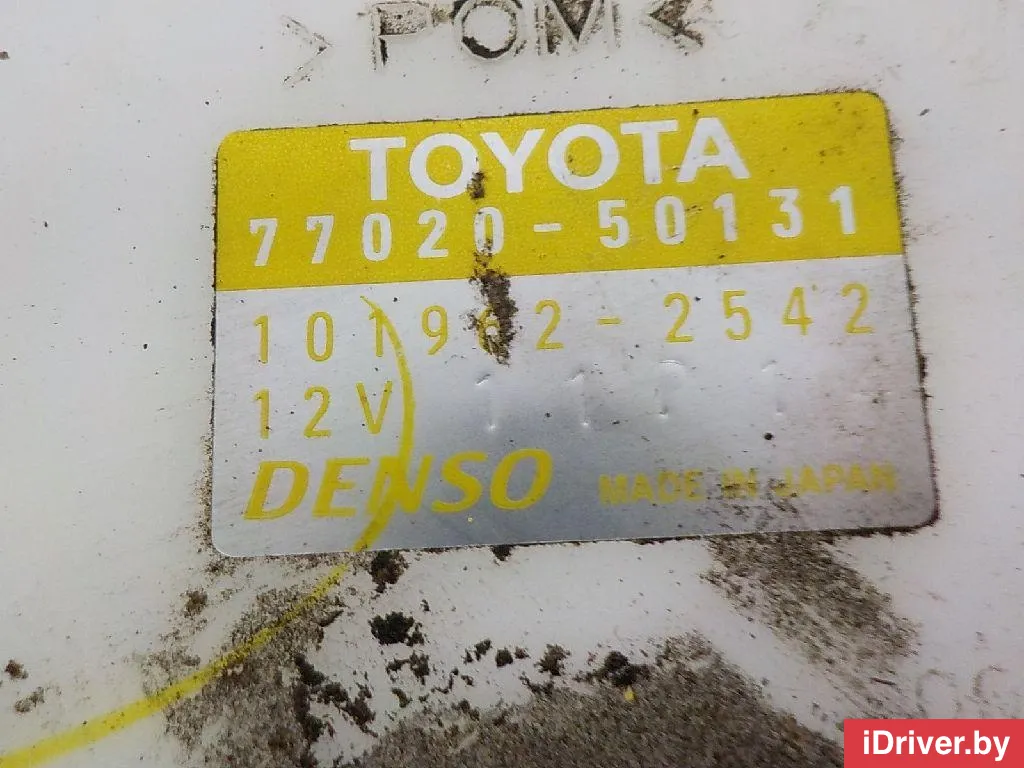 >POM<
TOYOTA
77020-50131
101962-2542
12V
DENSO MADE IN JAPAN
iDriver.by